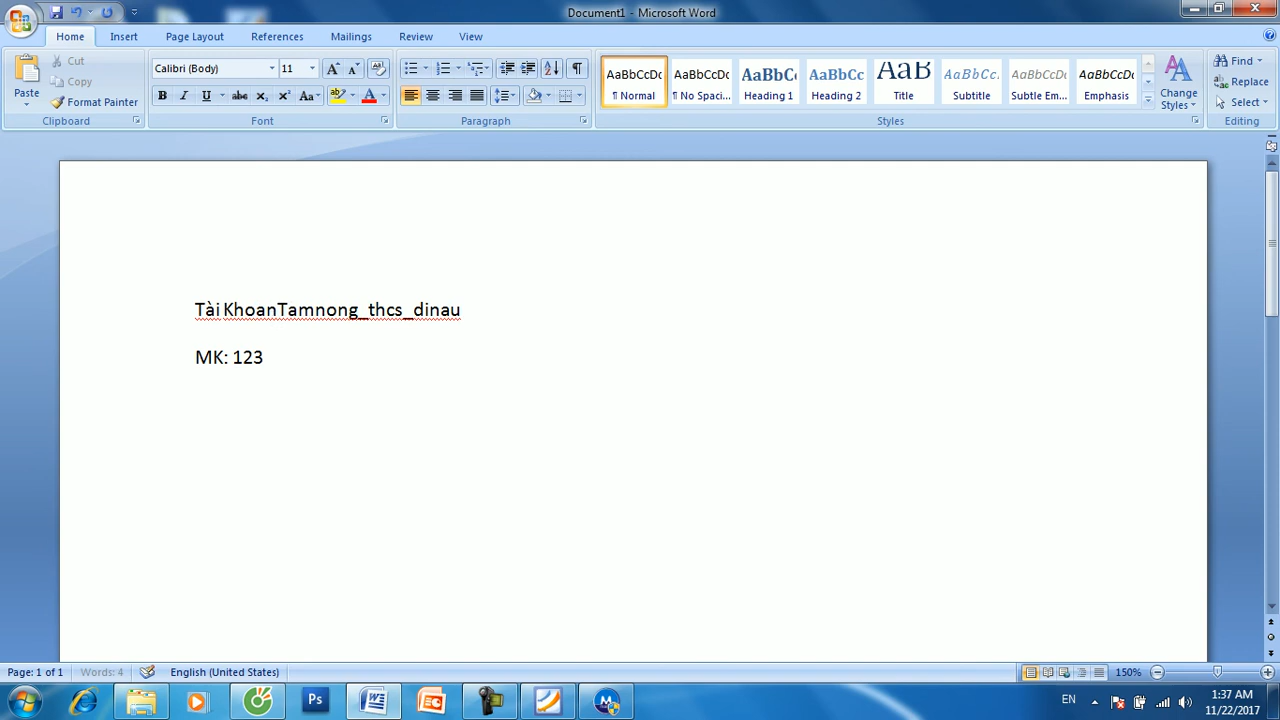 Document1 - Microsoft Word
Home Insert Page Layout References Mailings Review View
Paste
Cut
Copy
Format Painter
Clipboard
Calibri (Body) 11
Font
Paragraph
AaBbCcDc AaBbCcDc AaBbC AaBbCc AaB AaBbCc. AaBbCcDc AaBbCcDc
¶ Normal ¶ No Spaci... Heading 1 Heading 2 Title Subtitle Subtle Em... Emphasis
Change Styles
Styles
Find
Replace
Select
Editing
Tài KhoanTamnong_thcs_dinau
MK: 123
Page: 1 of 1 Words: 4 English (United States) 150%
Ps EN 1:37 AM
11/22/2017